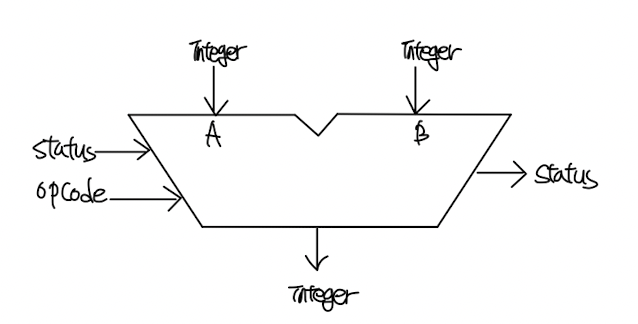 Integer
Integer
A
B
Status
OpCode
Status
Integer